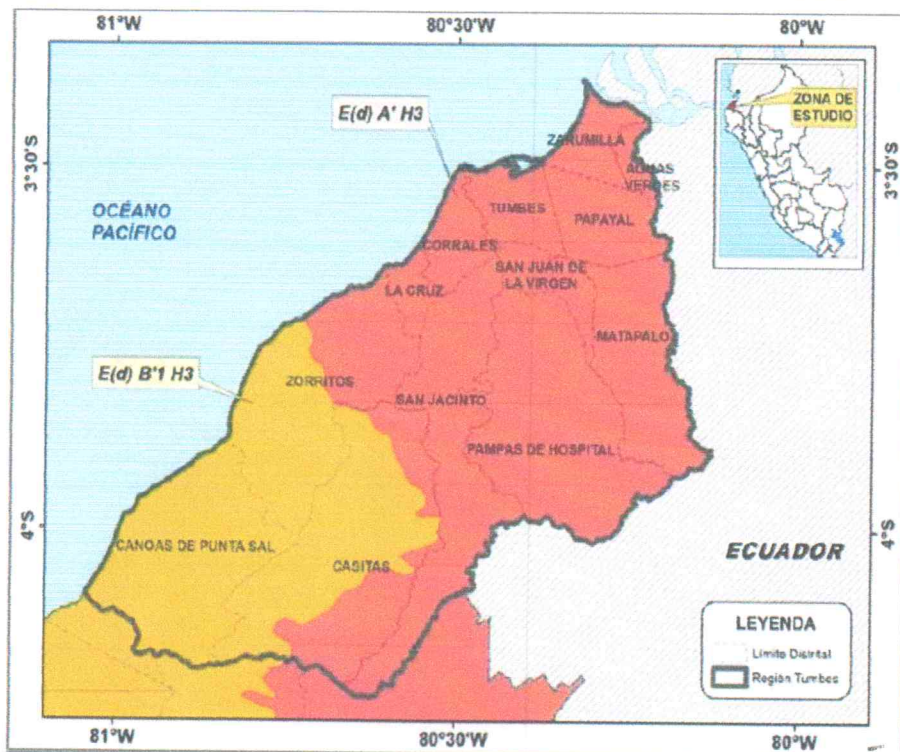 81°W
80°30'W
80°W
3°30'S
3°30'S
4°S
4°S
ZONA DE
ESTUDIO
E(d) A' H3
ZARUMILLA
AGUAS
VERDES
OCÉANO
PACÍFICO
TUMBES
PAPAYAL
CORRALES
SAN JUAN DE
LA VIRGEN
LA CRUZ
MATAPALO
E(d) B'1 H3
ZORRITOS
SAN JACINTO
PAMPAS DE HOSPITAL
CANOAS DE PUNTA SAL
CASITAS
ECUADOR
LEYENDA
Límite Distrital
Región Tumbes
81°W
80°30'W
80°W